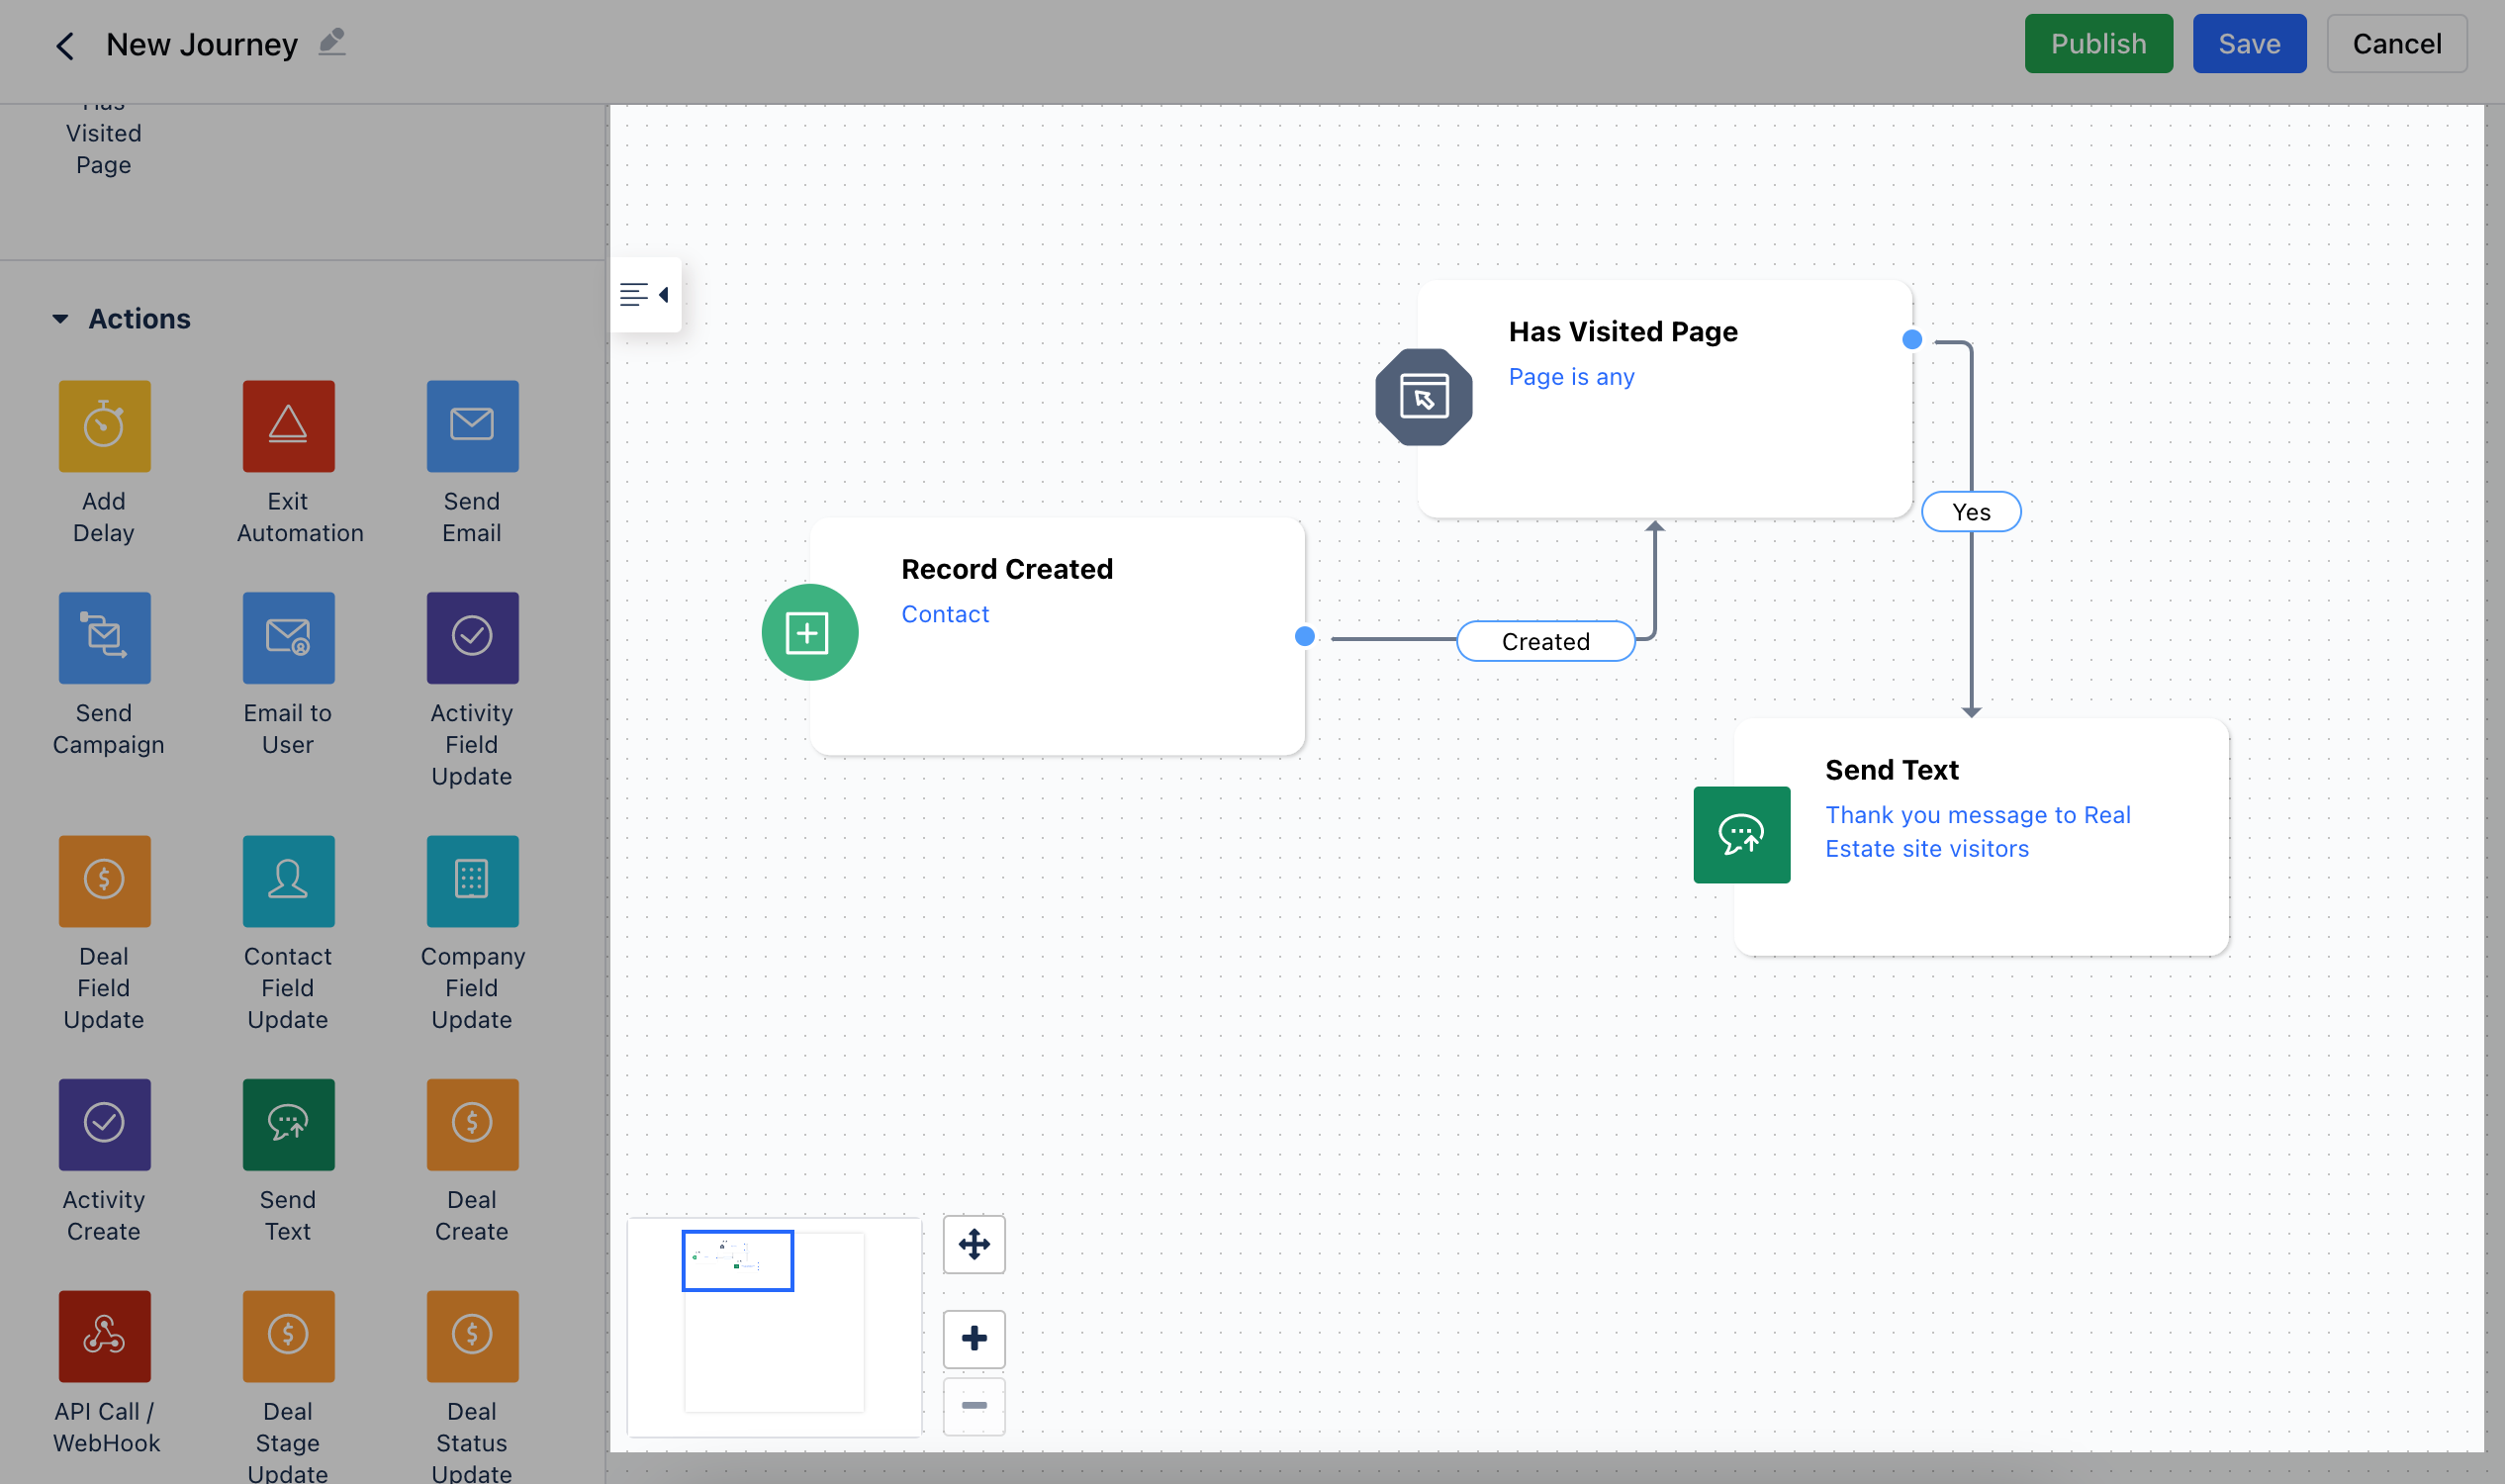 New Journey
Publish
Save
Cancel
Has
Visited
Page
Actions
Add
Delay
Exit
Automation
Send
Email
Send
Campaign
Email to
User
Activity
Field
Update
Deal
Field
Update
Contact
Field
Update
Company
Field
Update
Activity
Create
Send
Text
Deal
Create
API Call /
WebHook
Deal
Stage
Update
Deal
Status
Update
Has Visited Page
Page is any
Yes
Record Created
Contact
Created
Send Text
Thank you message to Real
Estate site visitors